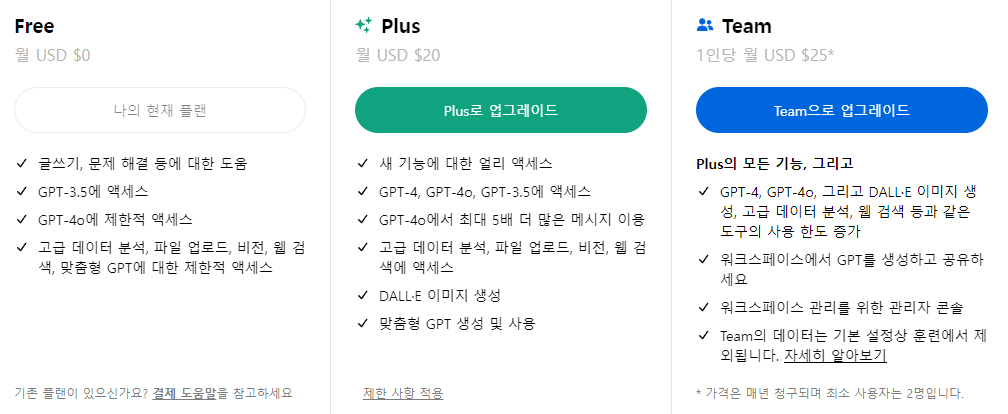 Free
월 USD $0
나의 현재 플랜
글쓰기, 문제 해결 등에 대한 도움
GPT-3.5에 액세스
GPT-4o에 제한적 액세스
고급 데이터 분석, 파일 업로드, 비전, 웹 검
색, 맞춤형 GPT에 대한 제한적 액세스
기존 플랜이 있으신가요? 결제 도움말을 참고하세요
Plus
월 USD $20
Plus로 업그레이드
새 기능에 대한 얼리 액세스
GPT-4, GPT-4o, GPT-3.5에 액세스
GPT-4o에서 최대 5배 더 많은 메시지 이용
고급 데이터 분석, 파일 업로드, 비전, 웹 검
색에 액세스
DALL·E 이미지 생성
맞춤형 GPT 생성 및 사용
제한 사항 적용
Team
1인당 월 USD $25*
Team으로 업그레이드
Plus의 모든 기능, 그리고
GPT-4, GPT-4o, 그리고 DALL·E 이미지 생
성, 고급 데이터 분석, 웹 검색 등과 같은
도구의 사용 한도 증가
워크스페이스에서 GPT를 생성하고 공유하
세요
워크스페이스 관리를 위한 관리자 콘솔
Team의 데이터는 기본 설정상 훈련에서 제
외됩니다. 자세히 알아보기
* 가격은 매년 청구되며 최소 사용자는 2명입니다.